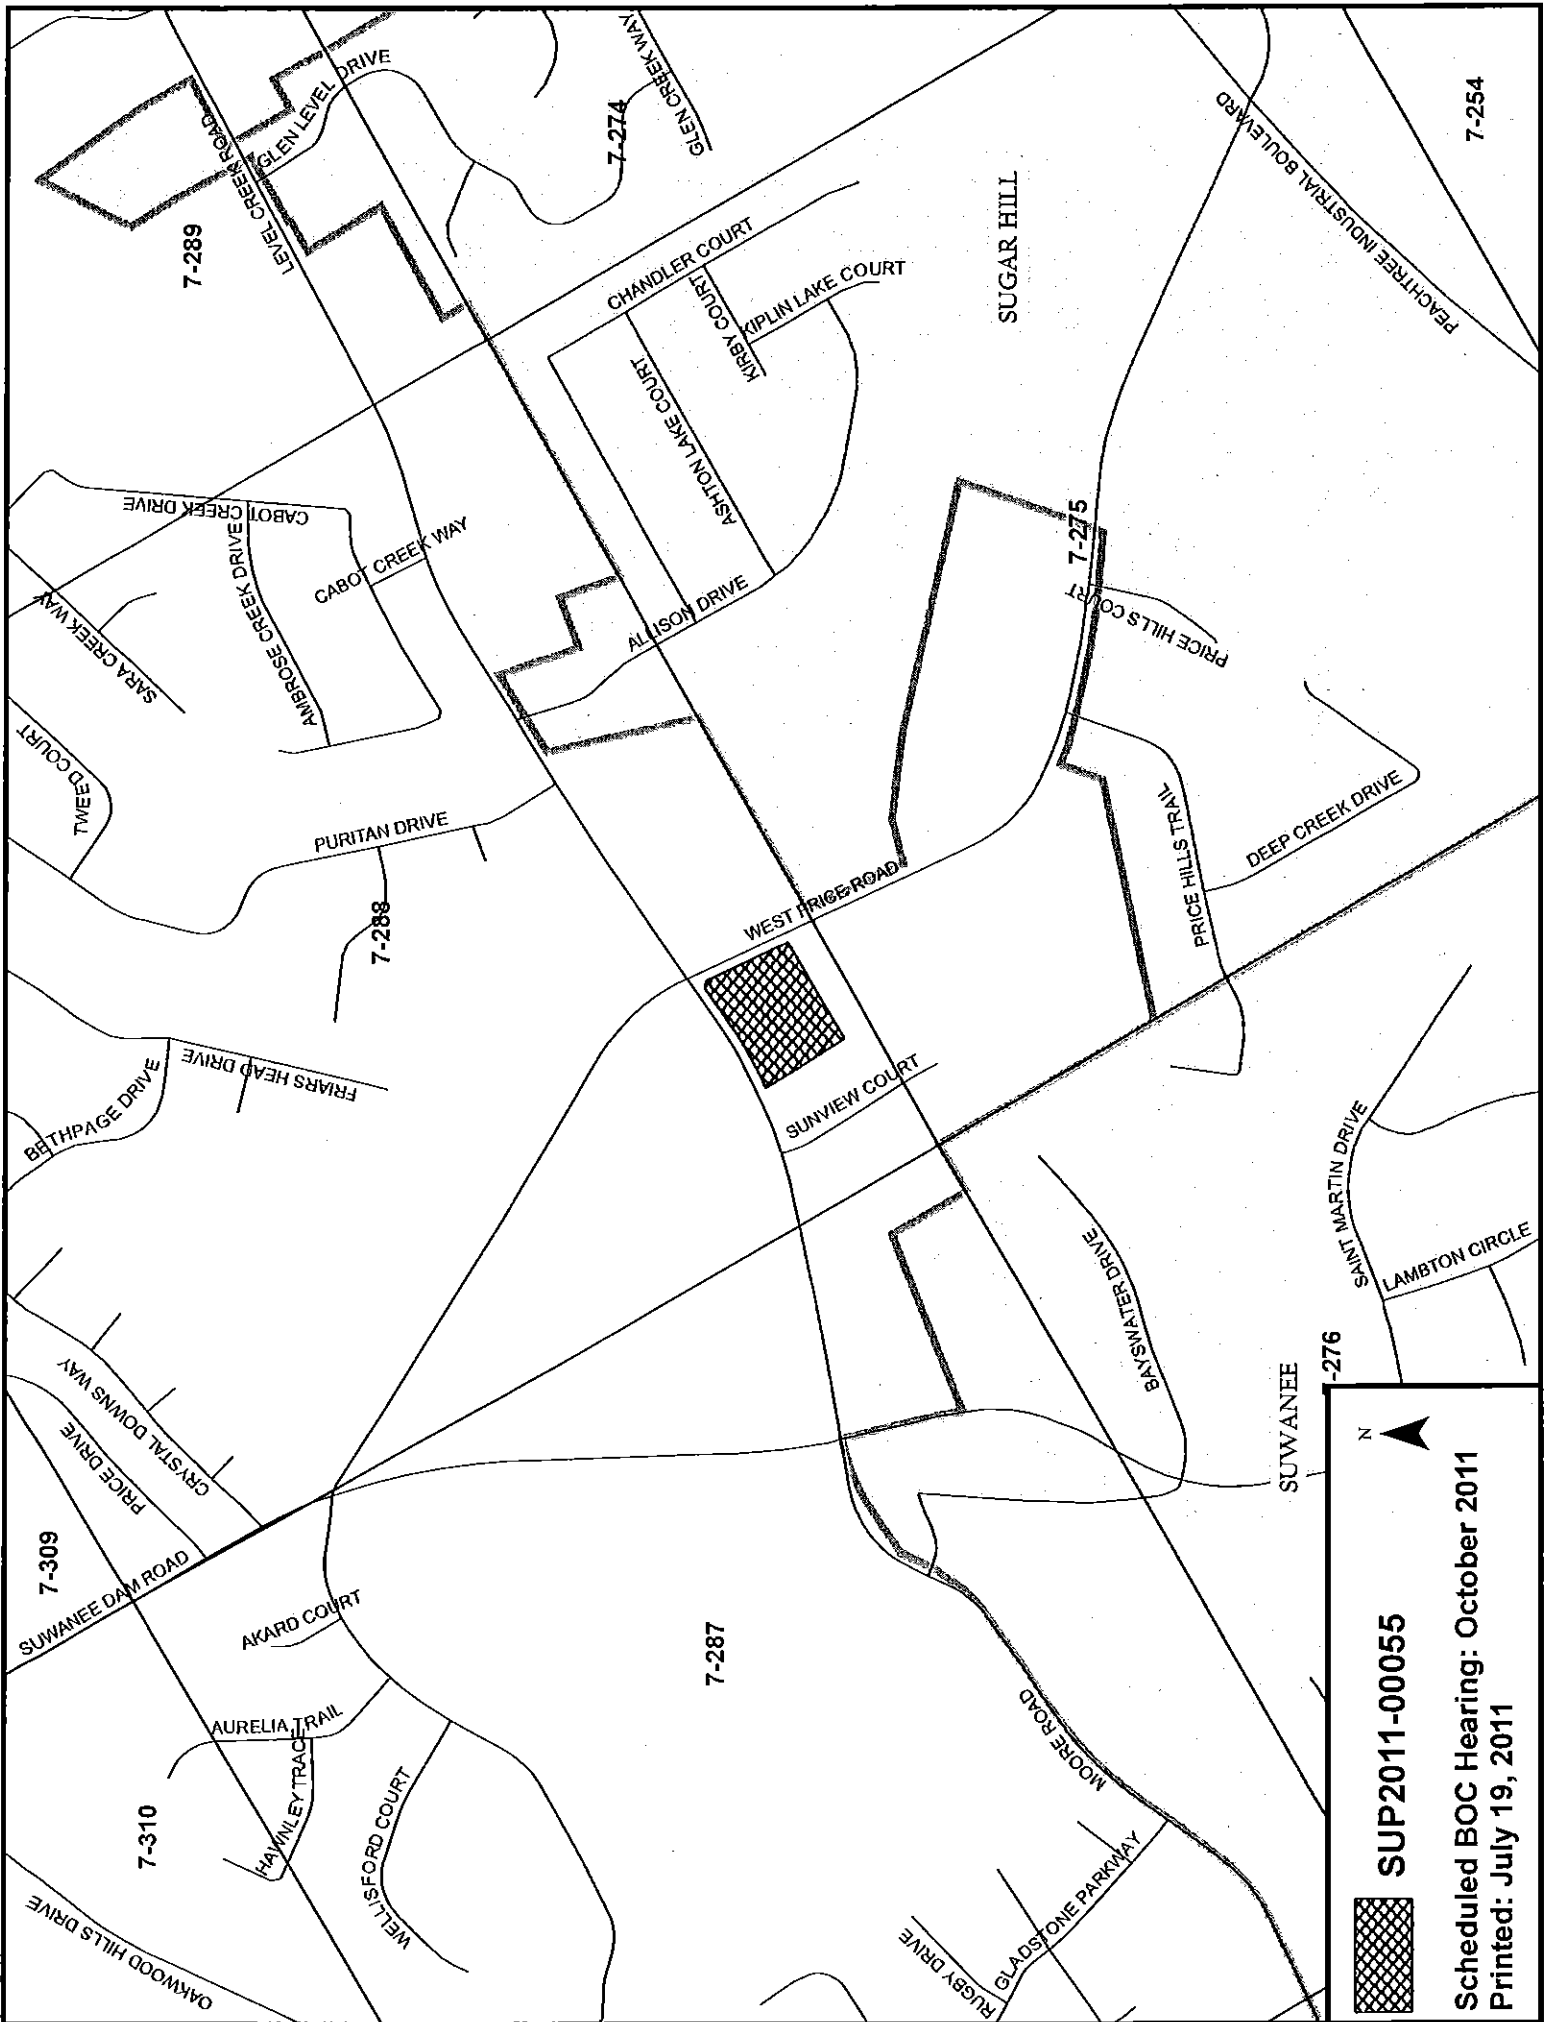 OAKWOOD HILLS DRIVE
7-310
SUWANEE DAM ROAD
7-309
PRICE DRIVE
CRYSTAL DOWNS WAY
BETHPAGE DRIVE
FRIARS HEAD DRIVE
TWEED COURT
SARA CREEK WAY
CABOT CREEK DRIVE
AMBROSE CREEK DRIVE
CABOT CREEK WAY
PURITAN DRIVE
7-288
7-289
LEVEL CREEK ROAD
GLEN LEVEL DRIVE
7-274
GLEN CREEK WAY
AKARD COURT
AURELIA TRAIL
HAWNLEY TRACE
WELLISFORD COURT
7-287
SUNVIEW COURT
WEST PRICE ROAD
ALLISON DRIVE
ASHTON LAKE COURT
CHANDLER COURT
KIRBY COURT
KIPLIN LAKE COURT
SUGAR HILL
7-275
PRICE HILLS COURT
PRICE HILLS TRAIL
DEEP CREEK DRIVE
PEACHTREE INDUSTRIAL BOULEVARD
7-254
RUGBY DRIVE
GLADSTONE PARKWAY
MOORE ROAD
BAYSWATER DRIVE
SUWANEE
-276
SAINT MARTIN DRIVE
LAMBTON CIRCLE
N
SUP2011-00055
Scheduled BOC Hearing: October 2011
Printed: July 19, 2011